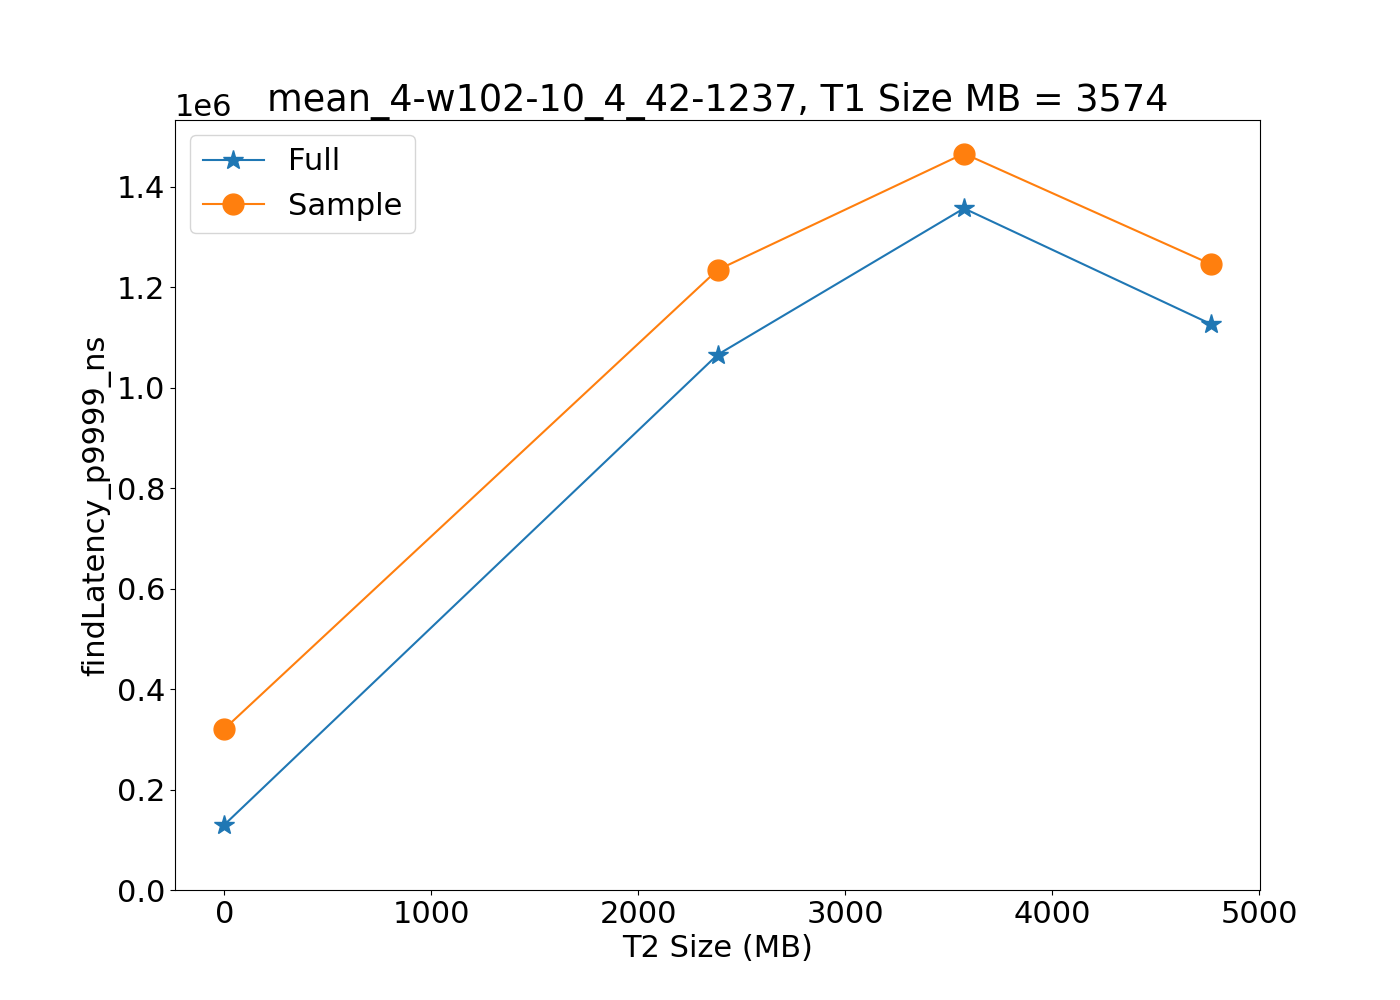 mean_4-w102-10_4_42-1237, T1 Size MB = 3574
1e6
Full
Sample
1.4
1.2
1.0
0.8
0.6
0.4
0.2
0.0
findLatency_p9999_ns
0 1000 2000 3000 4000 5000
T2 Size (MB)